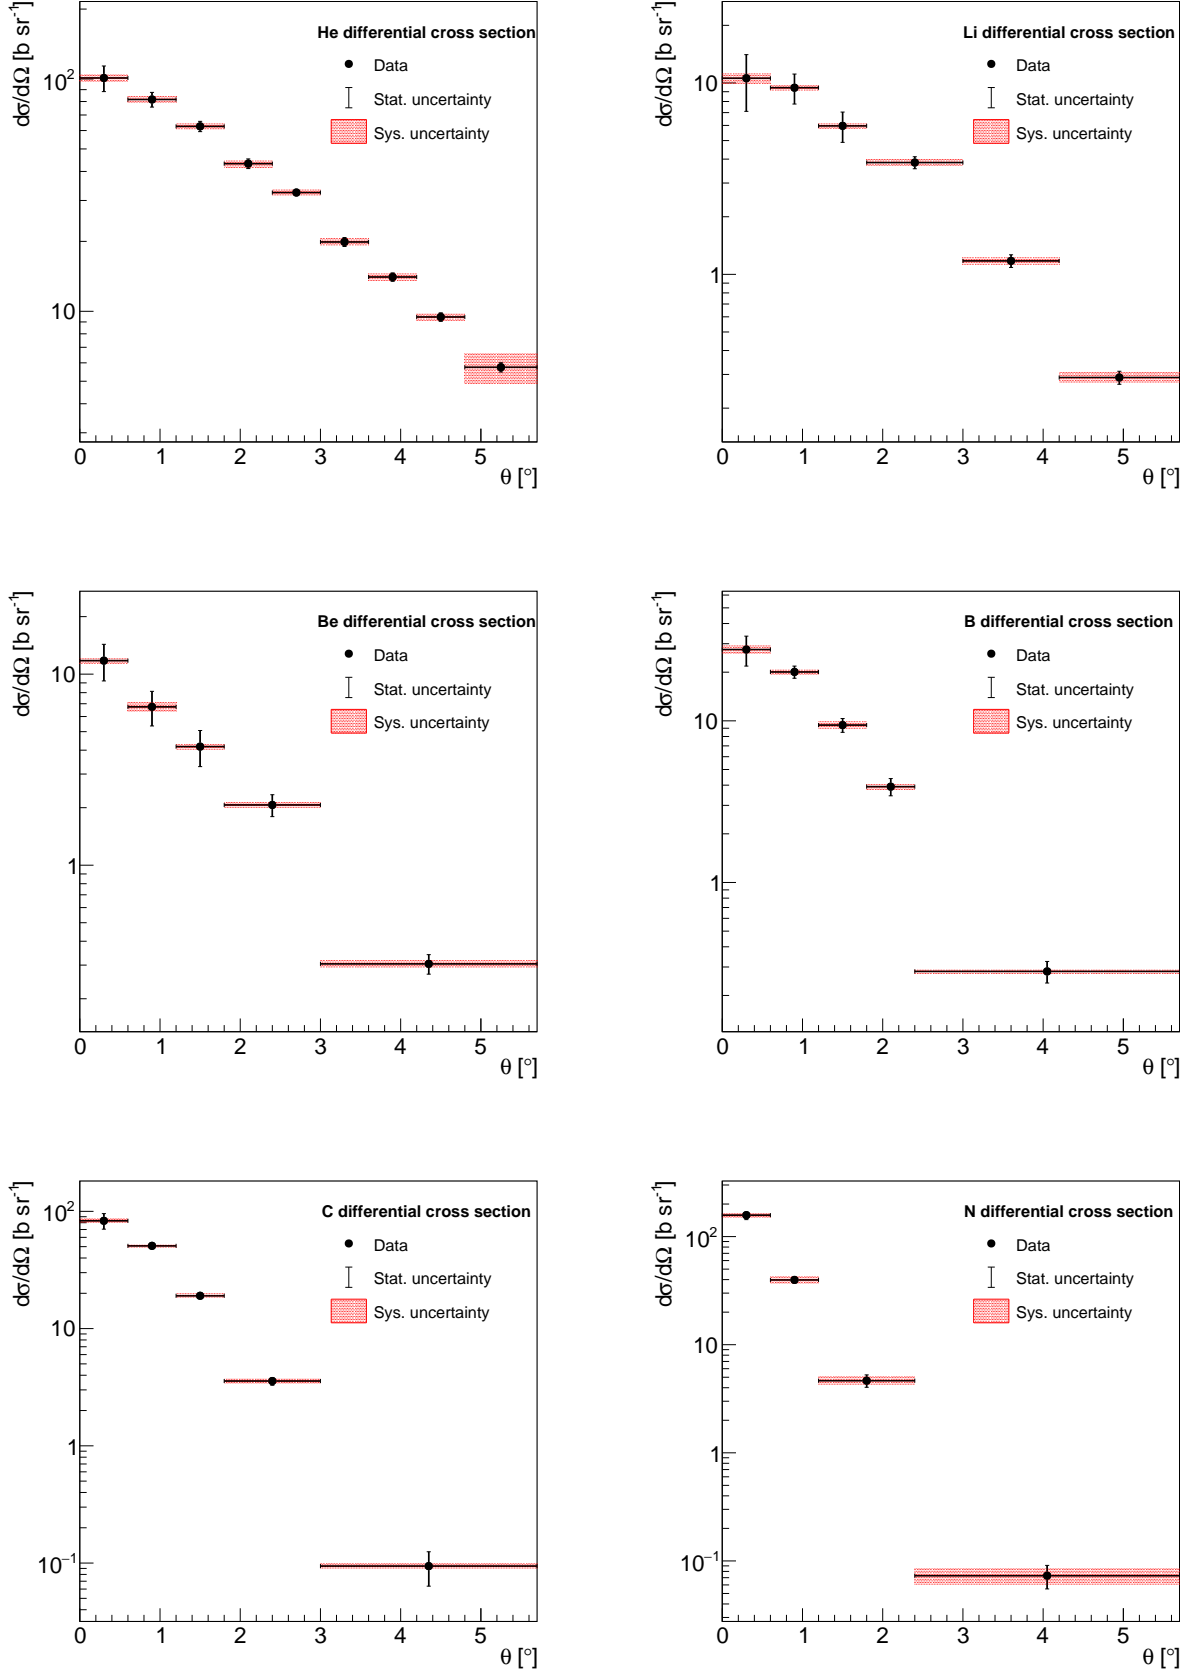 dσ/dΩ [b sr⁻¹]
He differential cross section
Data
Stat. uncertainty
Sys. uncertainty
10²
10
0 1 2 3 4 5
θ [°]
dσ/dΩ [b sr⁻¹]
Li differential cross section
Data
Stat. uncertainty
Sys. uncertainty
10
1
0 1 2 3 4 5
θ [°]
dσ/dΩ [b sr⁻¹]
Be differential cross section
Data
Stat. uncertainty
Sys. uncertainty
10
1
0 1 2 3 4 5
θ [°]
dσ/dΩ [b sr⁻¹]
B differential cross section
Data
Stat. uncertainty
Sys. uncertainty
10
1
0 1 2 3 4 5
θ [°]
dσ/dΩ [b sr⁻¹]
C differential cross section
Data
Stat. uncertainty
Sys. uncertainty
10²
10
1
10⁻¹
0 1 2 3 4 5
θ [°]
dσ/dΩ [b sr⁻¹]
N differential cross section
Data
Stat. uncertainty
Sys. uncertainty
10²
10
1
10⁻¹
0 1 2 3 4 5
θ [°]